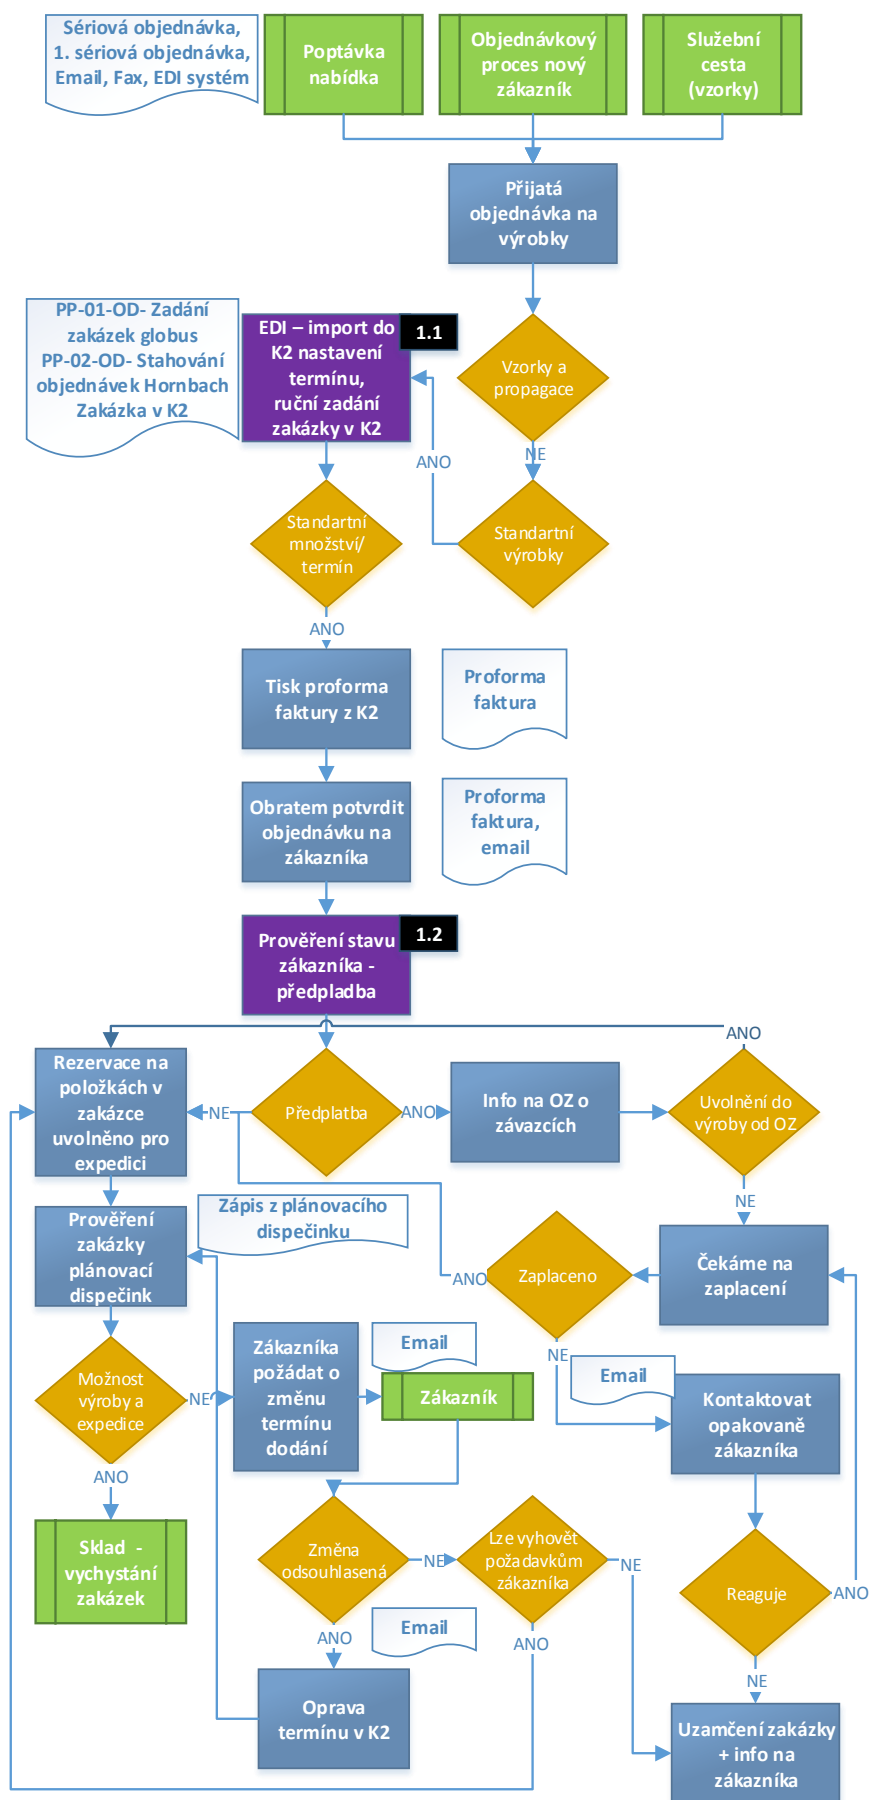 Sériová objednávka,
1. sériová objednávka,
Email, Fax, EDI systém
Poptávka
nabídka
Objednávkový
proces nový
zákazník
Služební
cesta
(vzorky)
Přijatá
objednávka na
výrobky
PP-01-OD- Zadání
zakázek globus
PP-02-OD- Stahování
objednávek Hornbach
Zakázka v K2
EDI – import do
K2 nastavení
termínu,
ruční zadání
zakázky v K2
1.1
Vzorky a
propagace
NE
ANO
Standartní
množství/
termín
Standartní
výrobky
ANO
Tisk proforma
faktury z K2
Proforma
faktura
Obratem potvrdit
objednávku na
zákazníka
Proforma
faktura,
email
Prověření stavu
zákazníka -
předpladba
1.2
ANO
Rezervace na
položkách v
zakázce
uvolněno pro
expedici
NE
Předplatba
ANO
Info na OZ o
závazcích
Uvolnění do
výroby od OZ
NE
Prověření
zakázky
plánovací
dispečink
Zápis z plánovacího
dispečinku
ANO
Zaplaceno
Čekáme na
zaplacení
NE
Možnost
výroby a
expedice
NE
Zákazníka
požádat o
změnu
termínu
dodání
Email
Zákazník
Email
Kontaktovat
opakovaně
zákazníka
ANO
Sklad -
vychystání
zakázek
Změna
odsouhlasená
NE
Lze vyhovět
požadavkům
zákazníka
NE
Reaguje
ANO
ANO
Email
ANO
NE
Oprava
termínu v K2
Uzamčení zakázky
+ info na
zákazníka